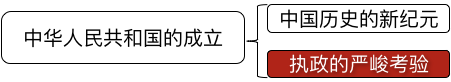 中华人民共和国的成立
中国历史的新纪元
执政的严峻考验